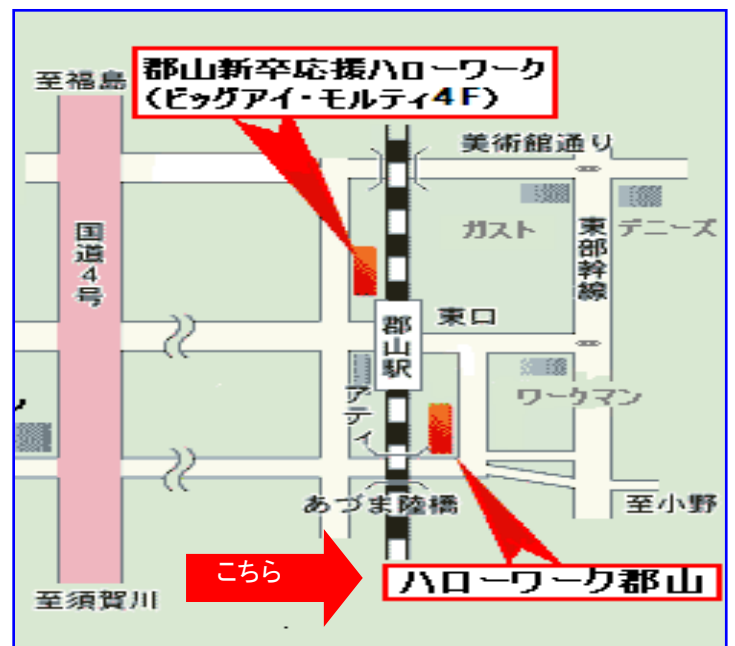 郡山新卒応援ハローワーク
(ビッグアイ・モルティ4F)
至福島
美術館通り
国道4号
ガスト
東部幹線
デニーズ
東口
郡山駅
アティ
ワークマン
あづま陸橋
至小野
こちら
ハローワーク郡山
至須賀川